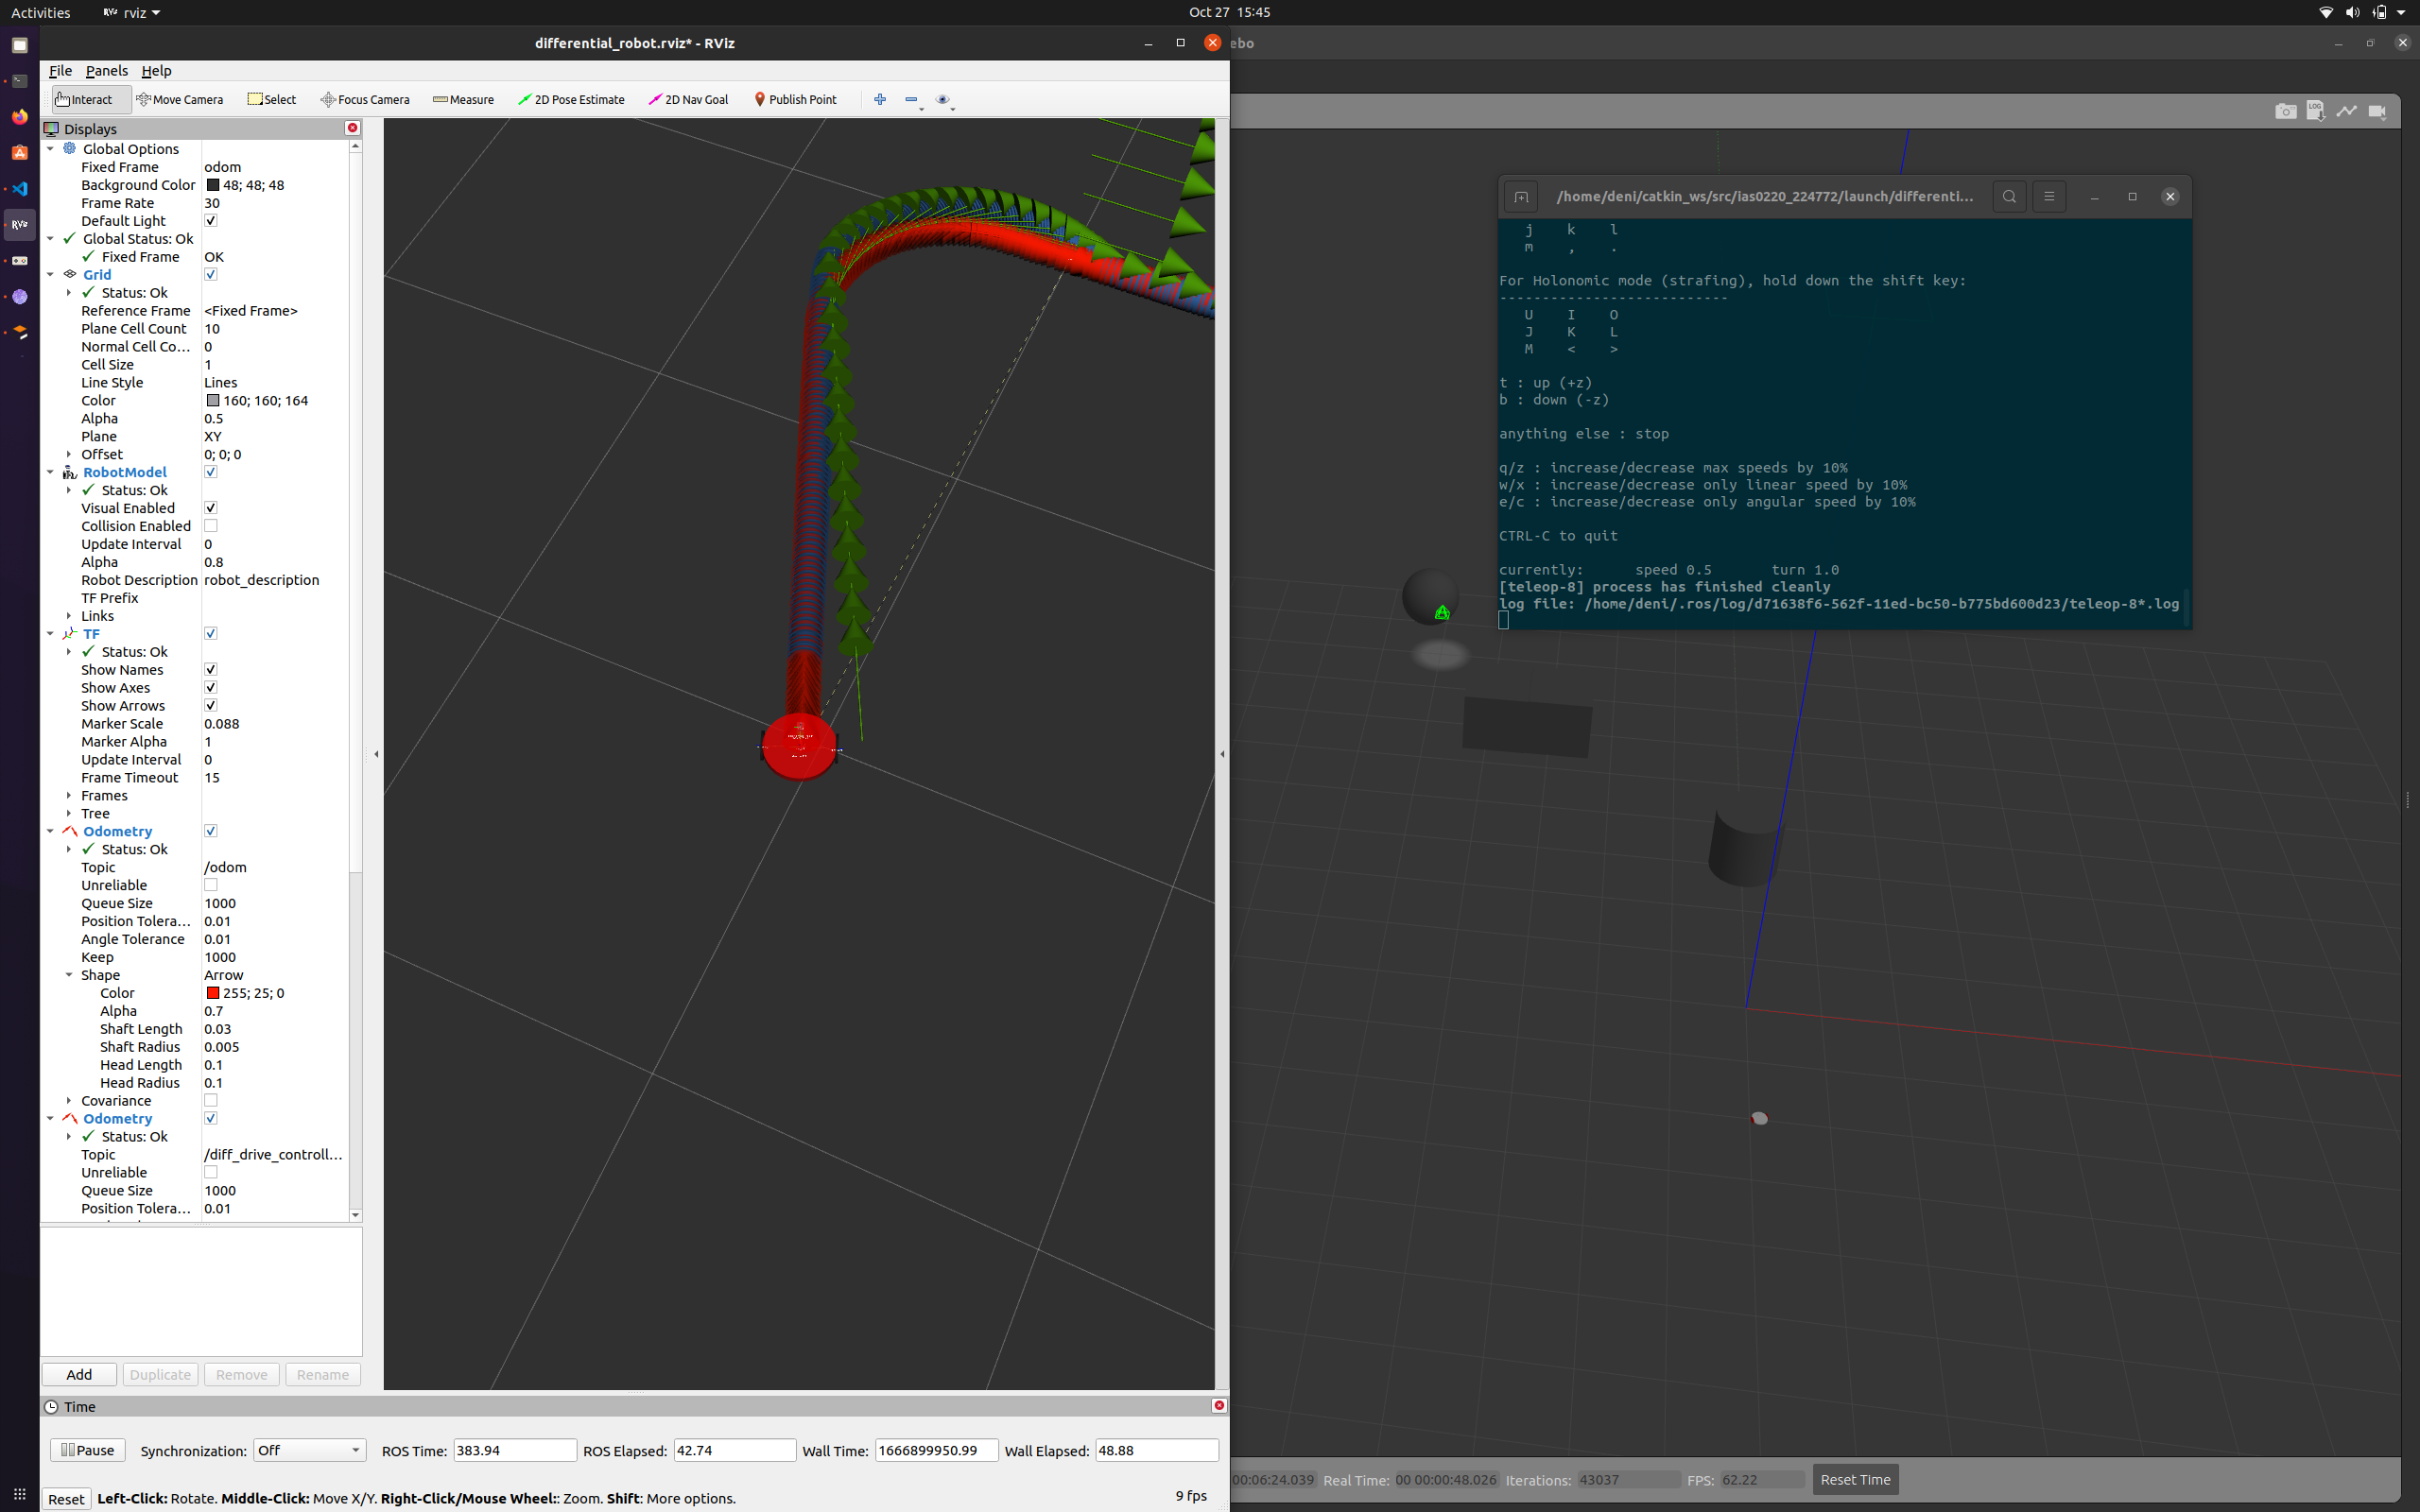 Activities
rviz
Oct 27 15:45
differential_robot.rviz* - RViz
ebo
File Panels Help
Interact
Move Camera
Select
Focus Camera
Measure
2D Pose Estimate
2D Nav Goal
Publish Point
Displays
Global Options
Fixed Frame odom
Background Color 48; 48; 48
Frame Rate 30
Default Light
Global Status: Ok
Fixed Frame OK
Grid
Status: Ok
Reference Frame <Fixed Frame>
Plane Cell Count 10
Normal Cell Co... 0
Cell Size 1
Line Style Lines
Color 160; 160; 164
Alpha 0.5
Plane XY
Offset 0; 0; 0
RobotModel
Status: Ok
Visual Enabled
Collision Enabled
Update Interval 0
Alpha 0.8
Robot Description robot_description
TF Prefix
Links
TF
Status: Ok
Show Names
Show Axes
Show Arrows
Marker Scale 0.088
Marker Alpha 1
Update Interval 0
Frame Timeout 15
Frames
Tree
Odometry
Status: Ok
Topic /odom
Unreliable
Queue Size 1000
Position Tolera... 0.01
Angle Tolerance 0.01
Keep 1000
Shape Arrow
Color 255; 25; 0
Alpha 0.7
Shaft Length 0.03
Shaft Radius 0.005
Head Length 0.1
Head Radius 0.1
Covariance
Odometry
Status: Ok
Topic /diff_drive_controll...
Unreliable
Queue Size 1000
Position Tolera... 0.01
Add Duplicate Remove Rename
Time
Pause Synchronization: Off ROS Time: 383.94 ROS Elapsed: 42.74 Wall Time: 1666899950.99 Wall Elapsed: 48.88
Reset Left-Click: Rotate. Middle-Click: Move X/Y. Right-Click/Mouse Wheel:: Zoom. Shift: More options. 9 fps
LOG
/home/deni/catkin_ws/src/ias0220_224772/launch/differenti...
j k l
m , .
For Holonomic mode (strafing), hold down the shift key:
---------------------------
U I O
J K L
M < >
t : up (+z)
b : down (-z)
anything else : stop
q/z : increase/decrease max speeds by 10%
w/x : increase/decrease only linear speed by 10%
e/c : increase/decrease only angular speed by 10%
CTRL-C to quit
currently: speed 0.5 turn 1.0
[teleop-8] process has finished cleanly
log file: /home/deni/.ros/log/d71638f6-562f-11ed-bc50-b775bd600d23/teleop-8*.log
00:06:24.039 Real Time: 00 00:00:48.026 Iterations: 43037 FPS: 62.22 Reset Time